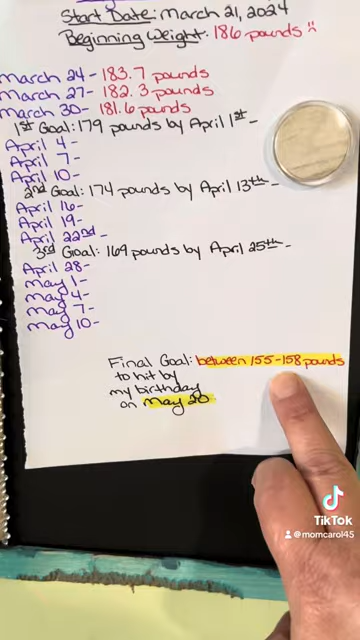 Start Date: March 21, 2024
Beginning Weight: 186 pounds :(
March 24- 183.7 pounds
March 27- 182.3 pounds
March 30- 181.6 pounds
1st Goal: 179 pounds by April 1st-
April 4-
April 7-
April 10-
2nd Goal: 174 pounds by April 13th-
April 16-
April 19-
April 22nd-
3rd Goal: 169 pounds by April 25th-
April 28-
May 1-
May 4-
May 7-
May 10-
Final Goal: between 155-158 pounds
to hit by
my birthday
on May 20
TikTok
@momcarol45